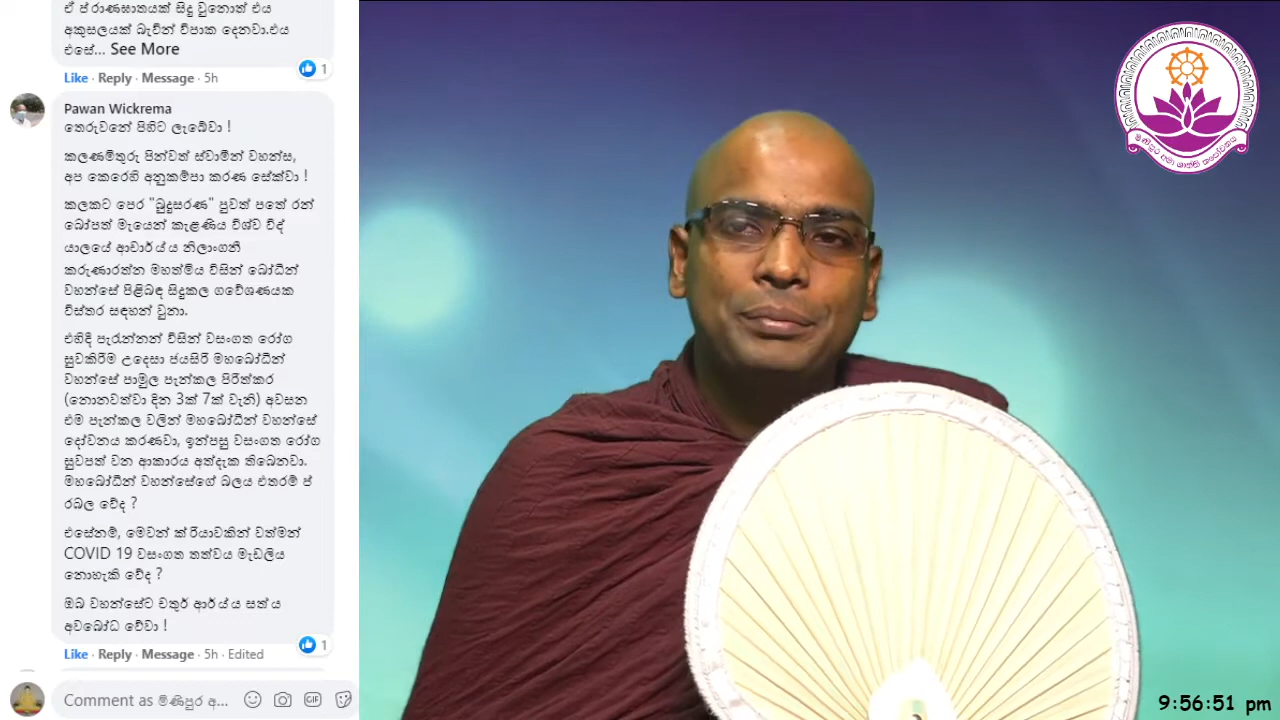 ඒ ප්‍රාණඝාතයක් සිදු වුනොත් එය
අකුසලයක් බැවින් විපාක දෙනවා.එය
එසේ... See More
Like · Reply · Message · 5h
1
Pawan Wickrema
තෙරුවනේ පිහිට ලැබේවා !
කලණමිතුරු පින්වත් ස්වාමීන් වහන්ස,
අප කෙරෙහි අනුකම්පා කරණ සේක්වා !
කලකට පෙර "බුදුසරණ" පුවත් පතේ රන්
බෝපත් මැයෙන් කැළණිය විශ්ව විද්
යාලයේ ආචාර්ය්ය නිලාංගනී
කරුණාරත්න මහත්මිය විසින් බෝධීන්
වහන්සේ පිළිබඳ සිදුකල ගවේශණයක
විස්තර සඳහන් වුනා.
එහිදී පැරැන්නන් විසින් වසංගත රෝග
සුවකිරීම උදෙසා ජයසිරි මහබෝධීන්
වහන්සේ පාමුල පැන්කල පිරිත්කර
(නොනවත්වා දින 3ක් 7ක් වැනි) අවසන
එම පැන්කල වලින් මහබෝධීන් වහන්සේ
දෝවනය කරණවා, ඉන්පසු වසංගත රෝග
සුවපත් වන ආකාරය අත්දැක තිබෙනවා.
මහබෝධීන් වහන්සේගේ බලය එතරම් ප්
රබල වේද ?
එසේනම්, මෙවන් ක්‍රියාවකින් වත්මන්
COVID 19 වසංගත තත්වය මැඩලිය
නොහැකි වේද ?
ඔබ වහන්සේට චතුර් ආර්ය්ය සත්‍ය
අවබෝධ වේවා !
1
Like · Reply · Message · 5h · Edited
Comment as මිණිපුර අ...
GIF
මිණිපුර අමා ශාන්ති තපෝවනය
9:56:51 pm